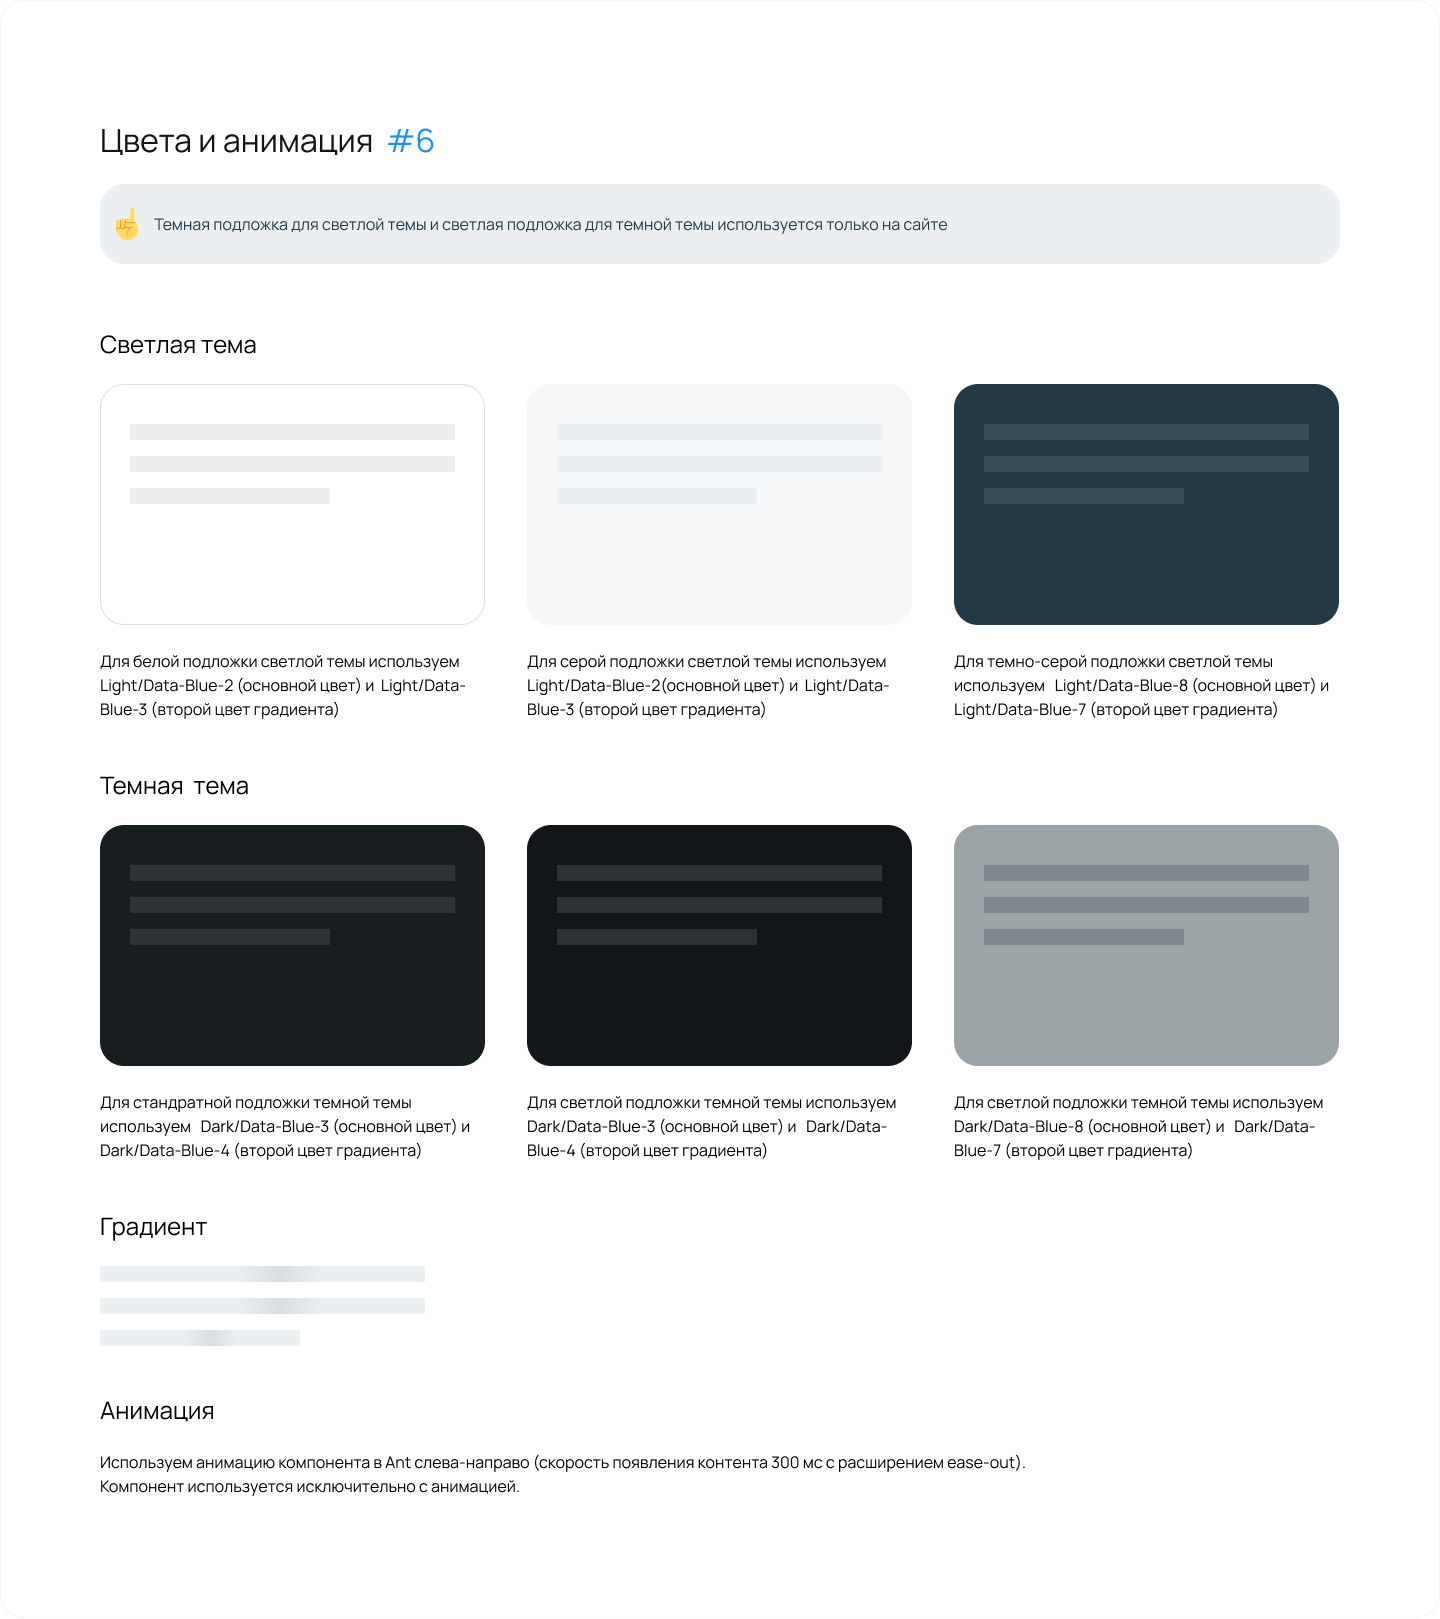 Цвета и анимация #6
Темная подложка для светлой темы и светлая подложка для темной темы используется только на сайте
Светлая тема
Для белой подложки светлой темы используем
Light/Data-Blue-2 (основной цвет) и Light/Data-
Blue-3 (второй цвет градиента)
Для серой подложки светлой темы используем
Light/Data-Blue-2(основной цвет) и Light/Data-
Blue-3 (второй цвет градиента)
Для темно-серой подложки светлой темы
используем Light/Data-Blue-8 (основной цвет) и
Light/Data-Blue-7 (второй цвет градиента)
Темная тема
Для стандратной подложки темной темы
используем Dark/Data-Blue-3 (основной цвет) и
Dark/Data-Blue-4 (второй цвет градиента)
Для светлой подложки темной темы используем
Dark/Data-Blue-3 (основной цвет) и Dark/Data-
Blue-4 (второй цвет градиента)
Для светлой подложки темной темы используем
Dark/Data-Blue-8 (основной цвет) и Dark/Data-
Blue-7 (второй цвет градиента)
Градиент
Анимация
Используем анимацию компонента в Ant слева-направо (скорость появления контента 300 мс с расширением ease-out).
Компонент используется исключительно с анимацией.